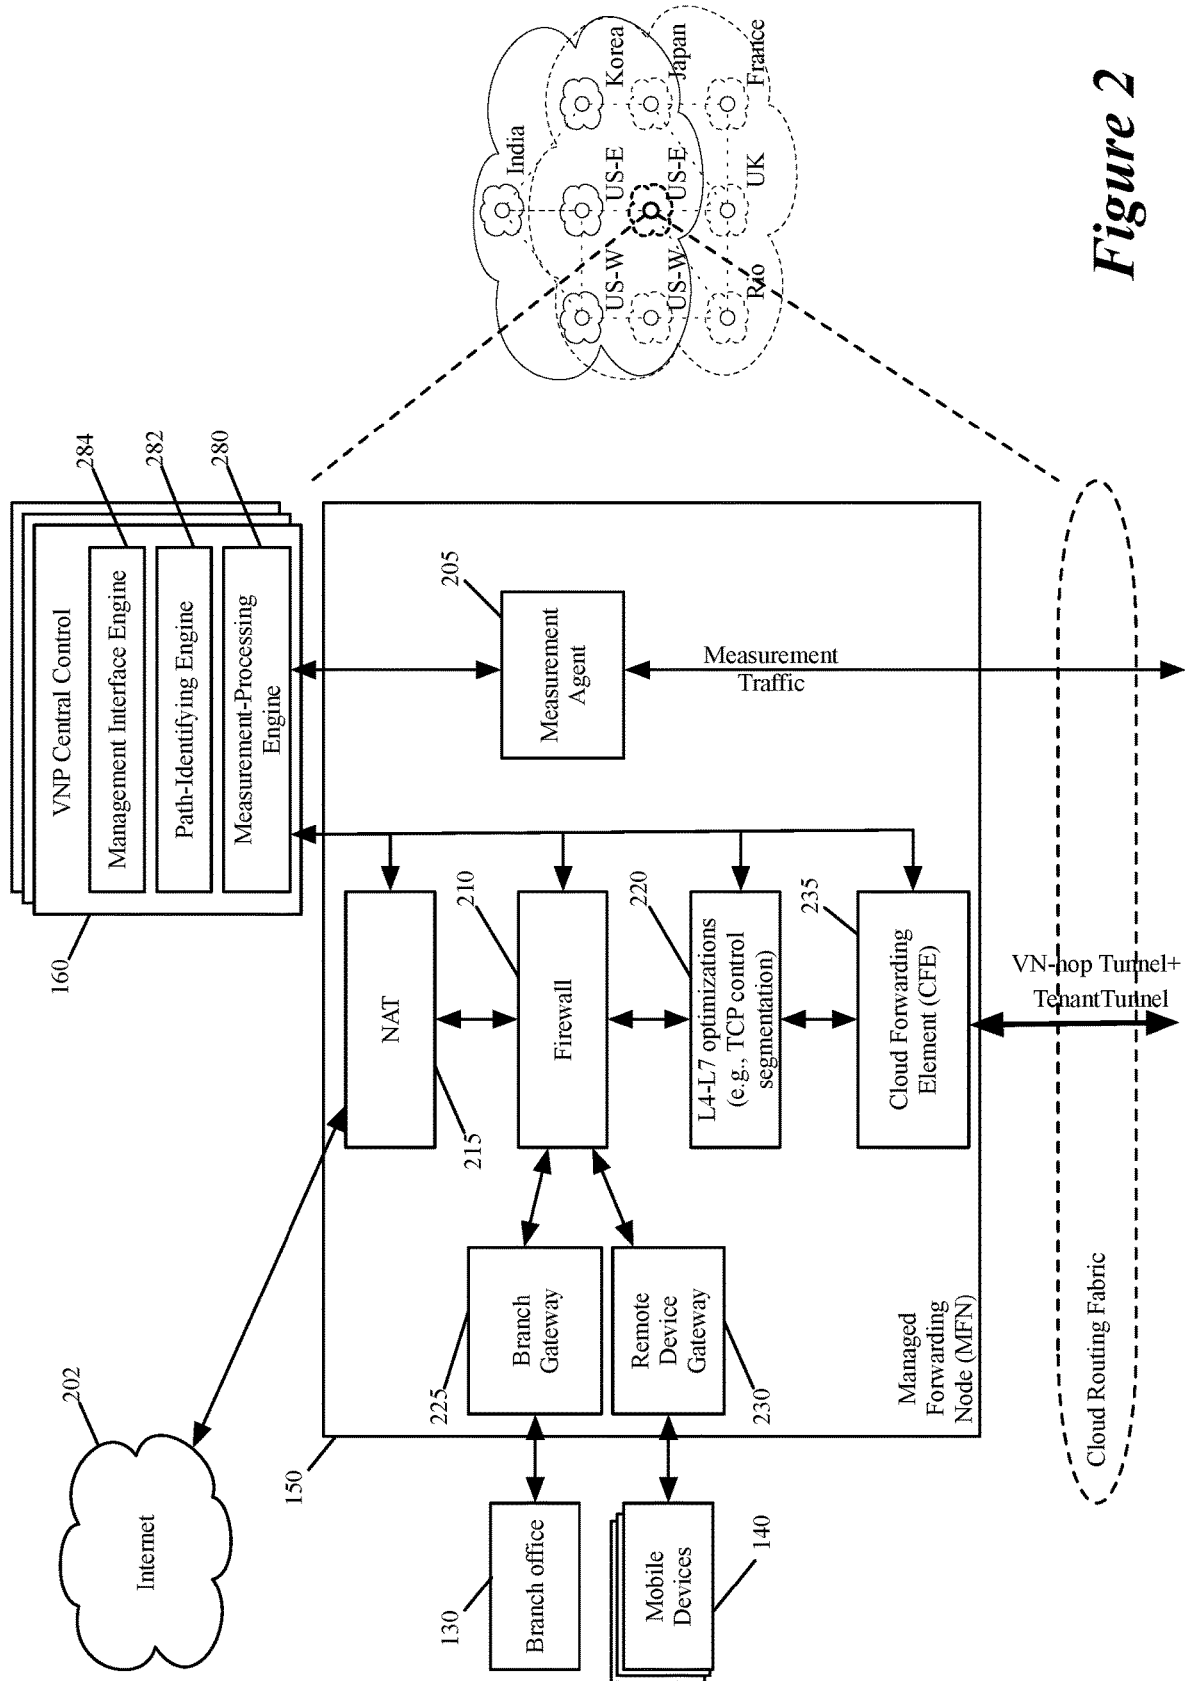 Internet
202
Branch office
130
Mobile
Devices
140
150
Branch
Gateway
225
Remote
Device
Gateway
230
Managed
Forwarding
Node (MFN)
NAT
215
Firewall
210
L4-L7 optimizations
(e.g., TCP control
segmentation)
220
Cloud Forwarding
Element (CFE)
235
VNP Central Control
Management Interface Engine
Path-Identifying Engine
Measurement-Processing
Engine
160
284
282
280
Measurement
Agent
205
Measurement
Traffic
VN-hop Tunnel+
TenantTunnel
Cloud Routing Fabric
India
US-W
US-E
Korea
US-W
US-E
Japan
Rio
UK
France
Figure 2